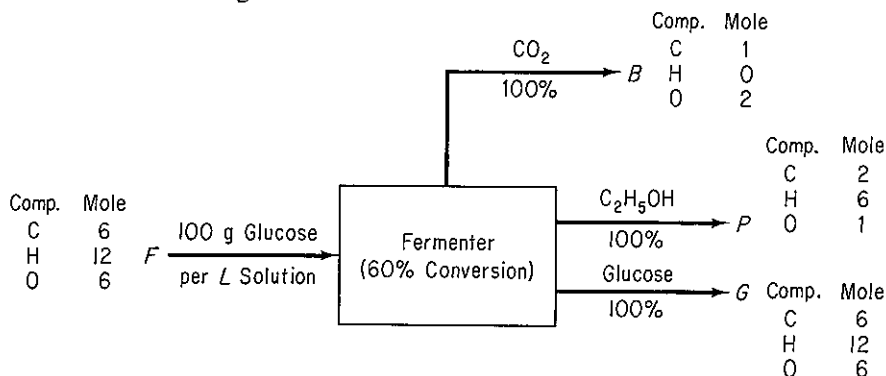 Comp. Mole
C 1
H 0
O 2
CO2
100%
B
Comp. Mole
C 2
H 6
O 1
C2H5OH
100%
P
Comp. Mole
C 6
H 12
O 6
F
100 g Glucose
per L Solution
Fermenter
(60% Conversion)
Glucose
100%
G
Comp. Mole
C 6
H 12
O 6